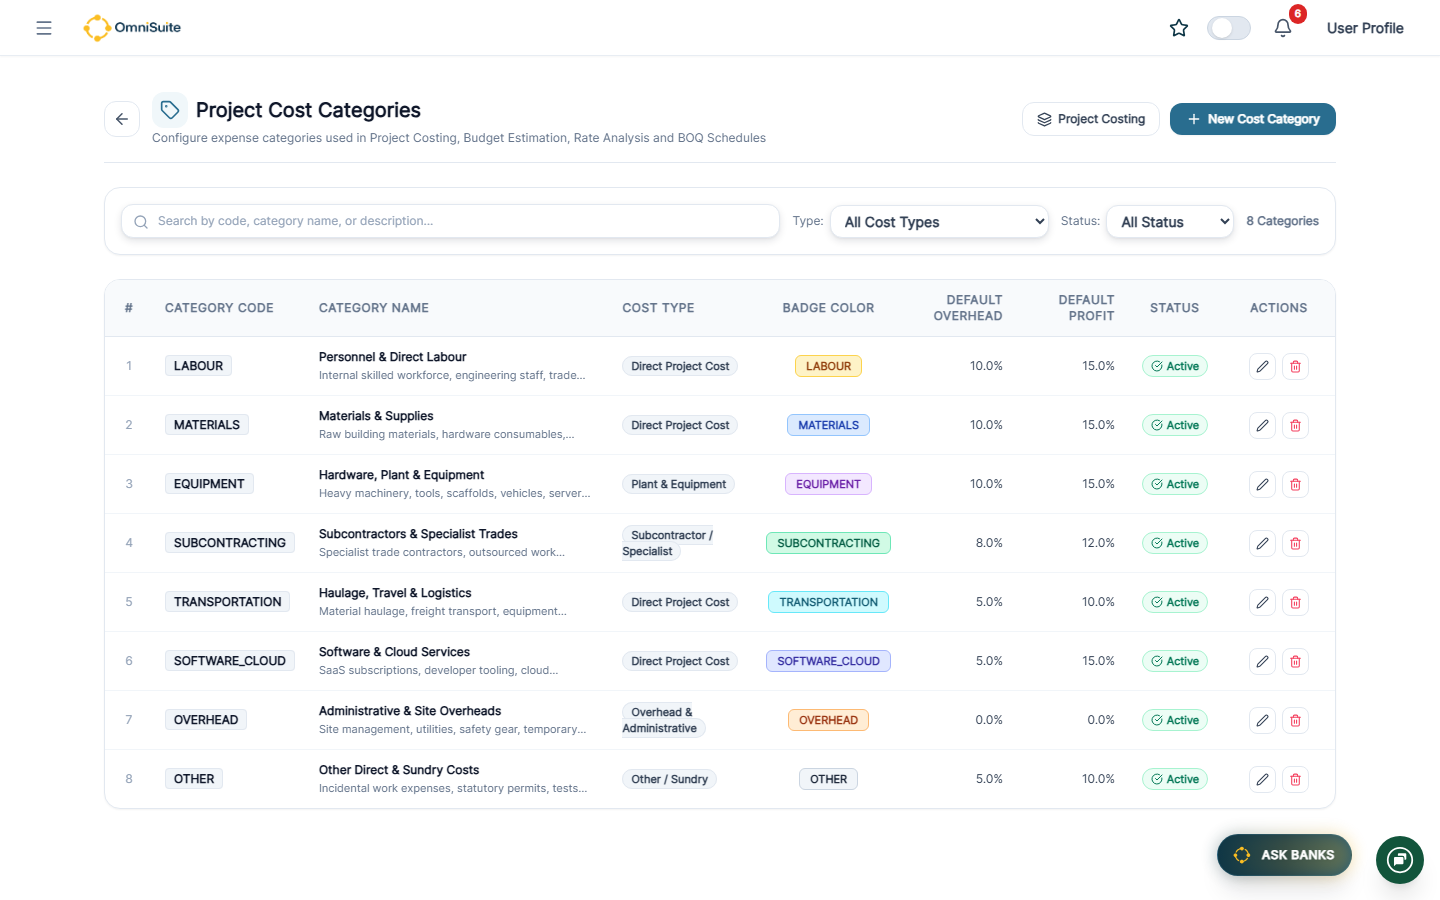 OmniSuite
6
User Profile
Project Cost Categories
Configure expense categories used in Project Costing, Budget Estimation, Rate Analysis and BOQ Schedules
Project Costing
New Cost Category
Search by code, category name, or description...
Type:
All Cost Types
Status:
All Status
8 Categories
# CATEGORY CODE CATEGORY NAME COST TYPE BADGE COLOR DEFAULT OVERHEAD DEFAULT PROFIT STATUS ACTIONS
1 LABOUR Personnel & Direct Labour Direct Project Cost LABOUR 10.0% 15.0% Active
Internal skilled workforce, engineering staff, trade...
2 MATERIALS Materials & Supplies Direct Project Cost MATERIALS 10.0% 15.0% Active
Raw building materials, hardware consumables,...
3 EQUIPMENT Hardware, Plant & Equipment Plant & Equipment EQUIPMENT 10.0% 15.0% Active
Heavy machinery, tools, scaffolds, vehicles, server...
4 SUBCONTRACTING Subcontractors & Specialist Trades Subcontractor / Specialist SUBCONTRACTING 8.0% 12.0% Active
Specialist trade contractors, outsourced work...
5 TRANSPORTATION Haulage, Travel & Logistics Direct Project Cost TRANSPORTATION 5.0% 10.0% Active
Material haulage, freight transport, equipment...
6 SOFTWARE_CLOUD Software & Cloud Services Direct Project Cost SOFTWARE_CLOUD 5.0% 15.0% Active
SaaS subscriptions, developer tooling, cloud...
7 OVERHEAD Administrative & Site Overheads Overhead & Administrative OVERHEAD 0.0% 0.0% Active
Site management, utilities, safety gear, temporary...
8 OTHER Other Direct & Sundry Costs Other / Sundry OTHER 5.0% 10.0% Active
Incidental work expenses, statutory permits, tests...
ASK BANKS